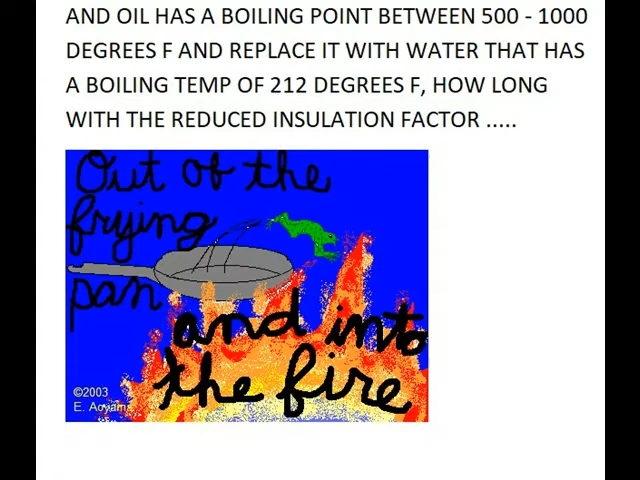 AND OIL HAS A BOILING POINT BETWEEN 500 - 1000
DEGREES F AND REPLACE IT WITH WATER THAT HAS
A BOILING TEMP OF 212 DEGREES F, HOW LONG
WITH THE REDUCED INSULATION FACTOR .....
Out of the
frying
pan
and into
the fire
©2003
E. Aoyama